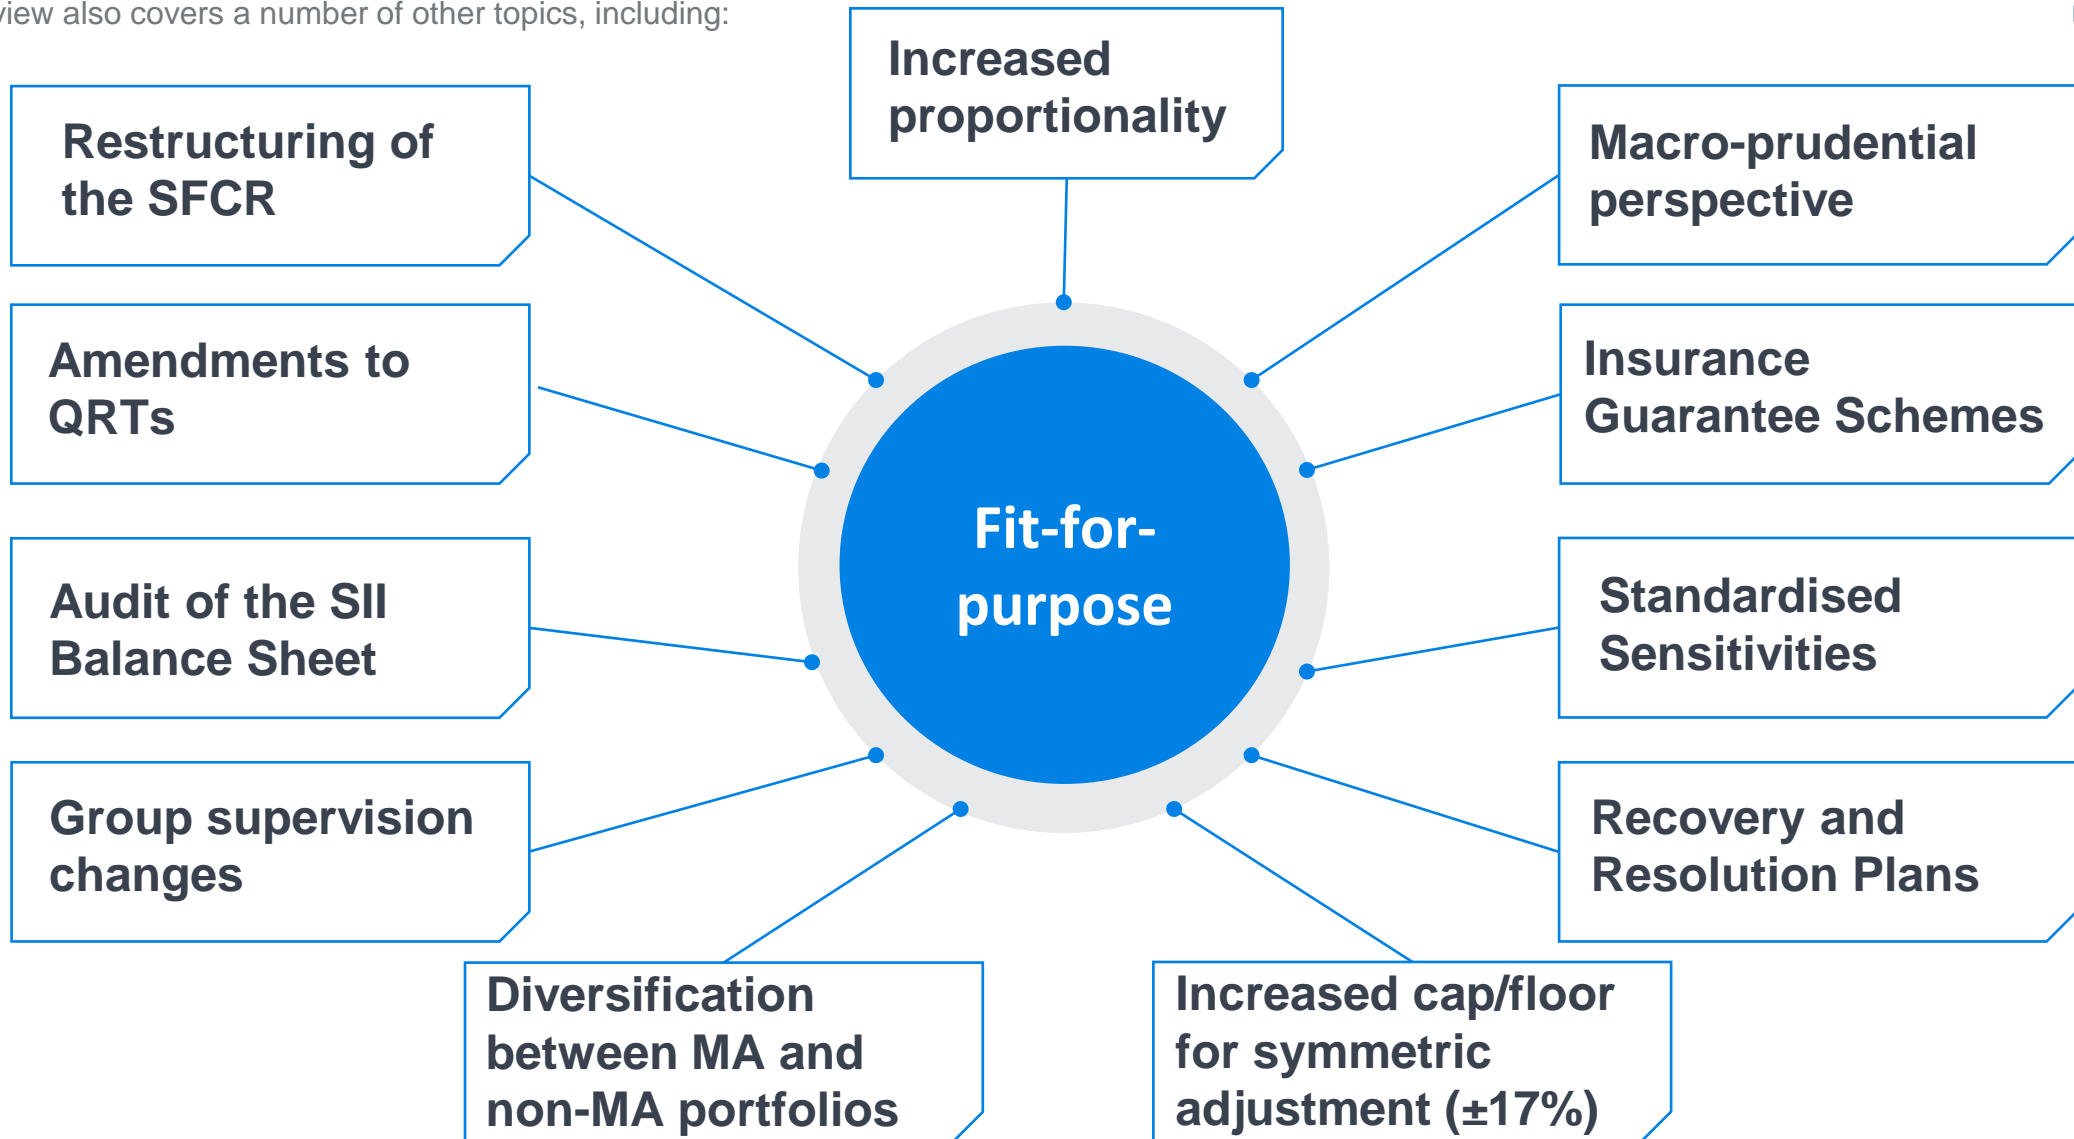 view also covers a number of other topics, including:
Increased
proportionality
Restructuring of
the SFCR
Macro-prudential
perspective
Amendments to
QRTs
Insurance
Guarantee Schemes
Fit-for-
purpose
Audit of the SII
Balance Sheet
Standardised
Sensitivities
Group supervision
changes
Recovery and
Resolution Plans
Diversification
between MA and
non-MA portfolios
Increased cap/floor
for symmetric
adjustment (±17%)